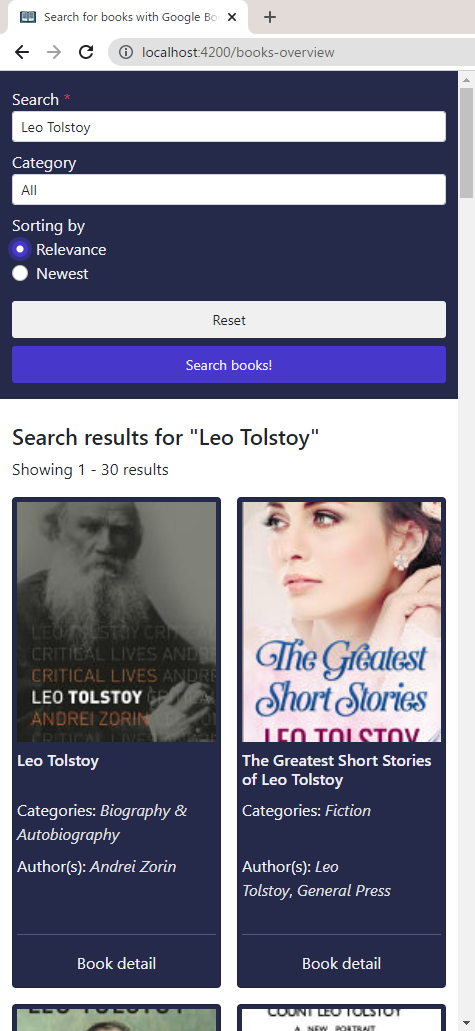 Search for books with Google Bo
localhost:4200/books-overview
Search *
Leo Tolstoy
Category
All
Sorting by
Relevance
Newest
Reset
Search books!
Search results for "Leo Tolstoy"
Showing 1 - 30 results
LEO TOLSTOY CRITICAL
CRITICAL LIVES ANDRE
CRITICAL LIVES ANDRE
LEO TOLSTOY
ANDREI ZORIN
The Greatest
Short Stories
LEO TOLSTOY
Leo Tolstoy
Categories: Biography &
Autobiography
Author(s): Andrei Zorin
Book detail
The Greatest Short Stories
of Leo Tolstoy
Categories: Fiction
Author(s): Leo
Tolstoy, General Press
Book detail
COUNT LEO TOLSTOY
A NEW PORTRAIT